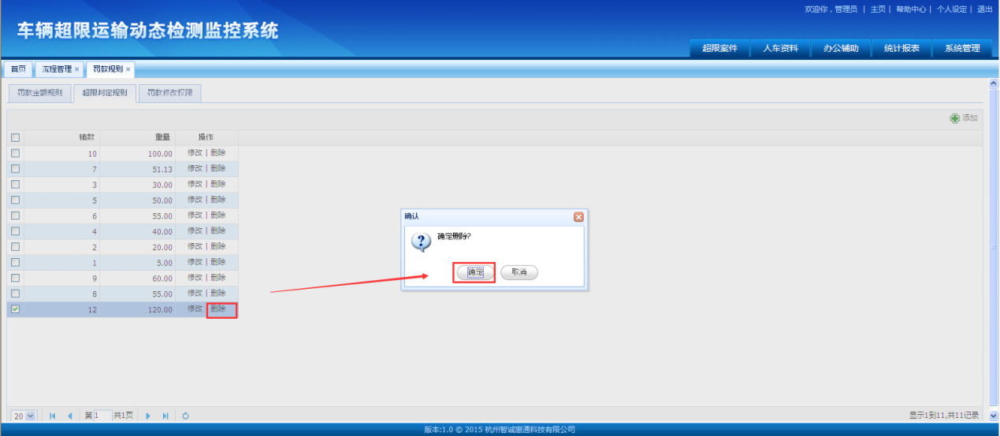 欢迎你，管理员 | 主页 | 帮助中心 | 个人设定 | 退出
车辆超限运输动态检测监控系统
超限案件 人车资料 办公辅助 统计报表 系统管理
首页 流程管理 × 罚款规则 ×
罚款金额规则 超限判定规则 罚款修改权限
添加
轴数 重量 操作
10 100.00 修改 | 删除
7 51.13 修改 | 删除
3 30.00 修改 | 删除
5 50.00 修改 | 删除
6 55.00 修改 | 删除
4 40.00 修改 | 删除
2 20.00 修改 | 删除
1 5.00 修改 | 删除
9 60.00 修改 | 删除
8 55.00 修改 | 删除
12 120.00 修改 | 删除
确认
确定删除?
确定 取消
20 第 1 共1页 显示1到11,共11记录
版本:1.0 © 2015 杭州智诚惠通科技有限公司